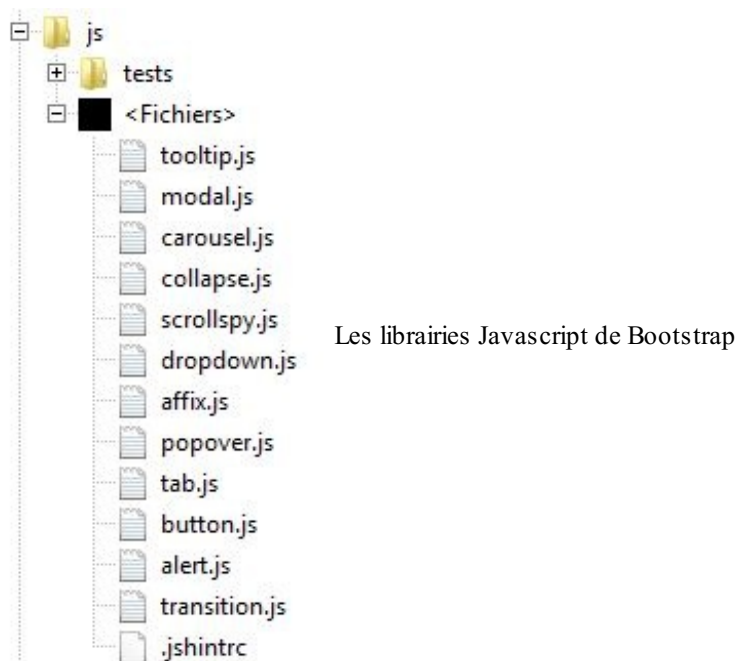 js
tests
<Fichiers>
tooltip.js
modal.js
carousel.js
collapse.js
scrollspy.js
Les librairies Javascript de Bootstrap
dropdown.js
affix.js
popover.js
tab.js
button.js
alert.js
transition.js
.jshintrc